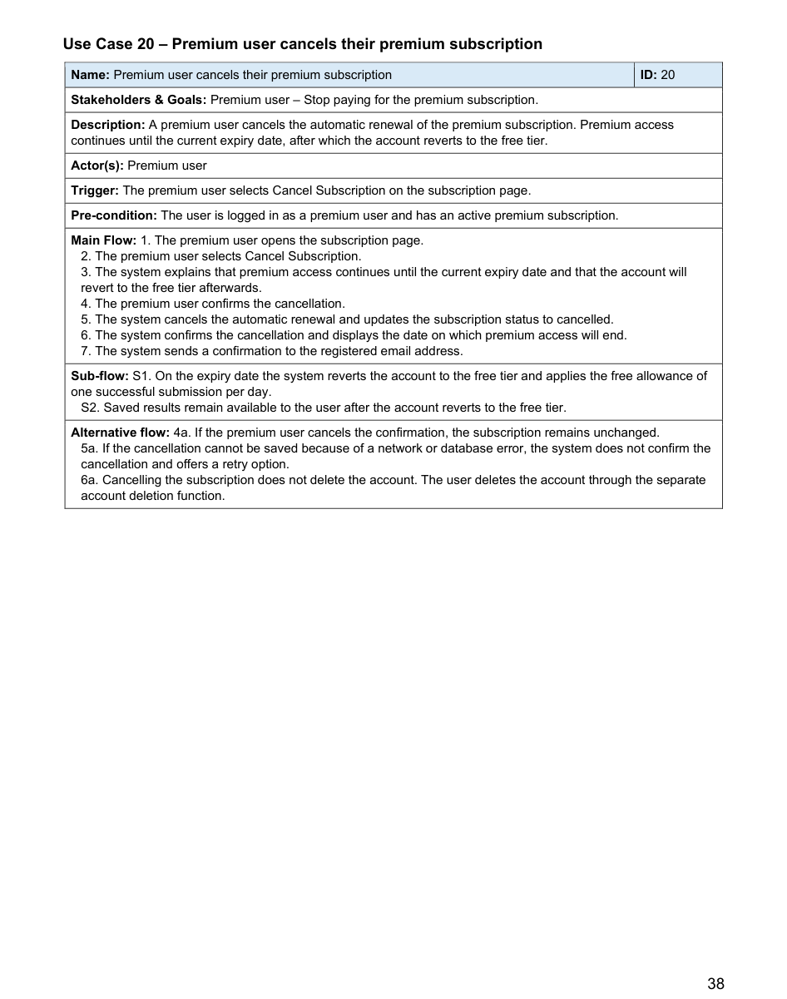 Use Case 20 – Premium user cancels their premium subscription
Name: Premium user cancels their premium subscription ID: 20
Stakeholders & Goals: Premium user – Stop paying for the premium subscription.
Description: A premium user cancels the automatic renewal of the premium subscription. Premium access
continues until the current expiry date, after which the account reverts to the free tier.
Actor(s): Premium user
Trigger: The premium user selects Cancel Subscription on the subscription page.
Pre-condition: The user is logged in as a premium user and has an active premium subscription.
Main Flow: 1. The premium user opens the subscription page.
2. The premium user selects Cancel Subscription.
3. The system explains that premium access continues until the current expiry date and that the account will
revert to the free tier afterwards.
4. The premium user confirms the cancellation.
5. The system cancels the automatic renewal and updates the subscription status to cancelled.
6. The system confirms the cancellation and displays the date on which premium access will end.
7. The system sends a confirmation to the registered email address.
Sub-flow: S1. On the expiry date the system reverts the account to the free tier and applies the free allowance of
one successful submission per day.
S2. Saved results remain available to the user after the account reverts to the free tier.
Alternative flow: 4a. If the premium user cancels the confirmation, the subscription remains unchanged.
5a. If the cancellation cannot be saved because of a network or database error, the system does not confirm the
cancellation and offers a retry option.
6a. Cancelling the subscription does not delete the account. The user deletes the account through the separate
account deletion function.
38